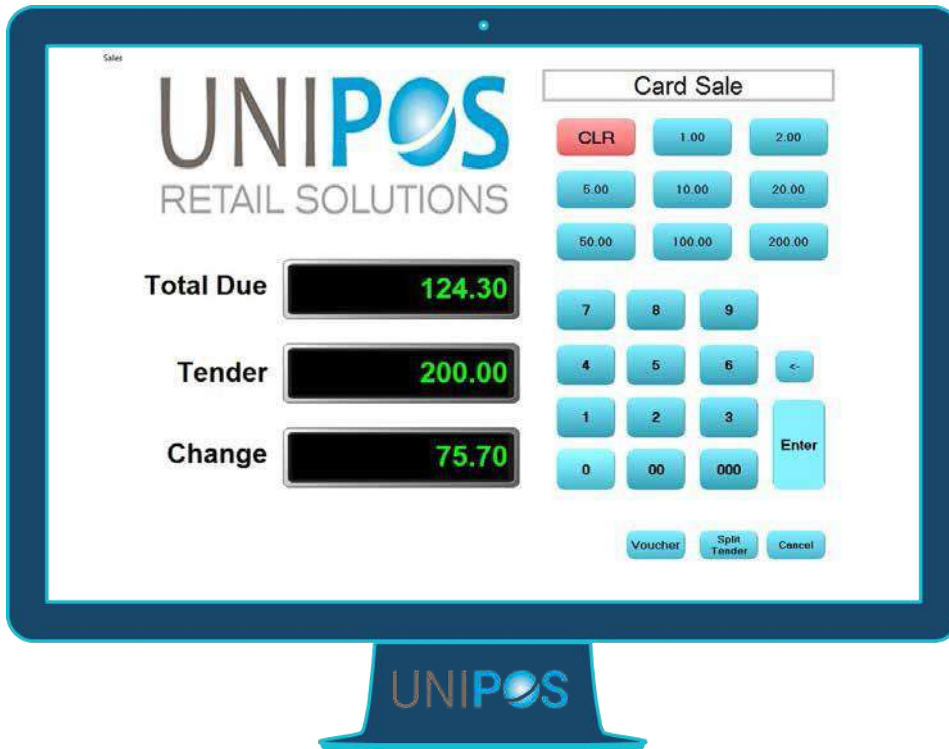 Sales
UNIPOS
RETAIL SOLUTIONS
Total Due 124.30
Tender 200.00
Change 75.70
Card Sale
CLR 1.00 2.00
5.00 10.00 20.00
50.00 100.00 200.00
7 8 9
4 5 6 <-
1 2 3
Enter
0 00 000
Voucher Split Tender Cancel
UNIPOS